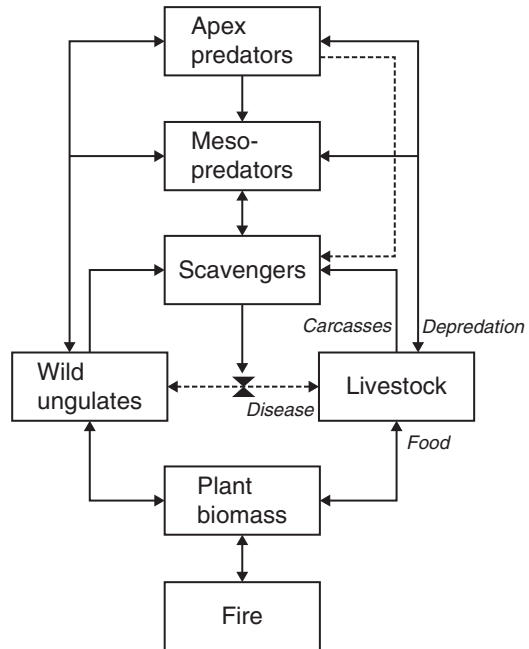 Apex
predators
Meso-
predators
Scavengers
Carcasses
Depredation
Wild
ungulates
Livestock
Disease
Food
Plant
biomass
Fire